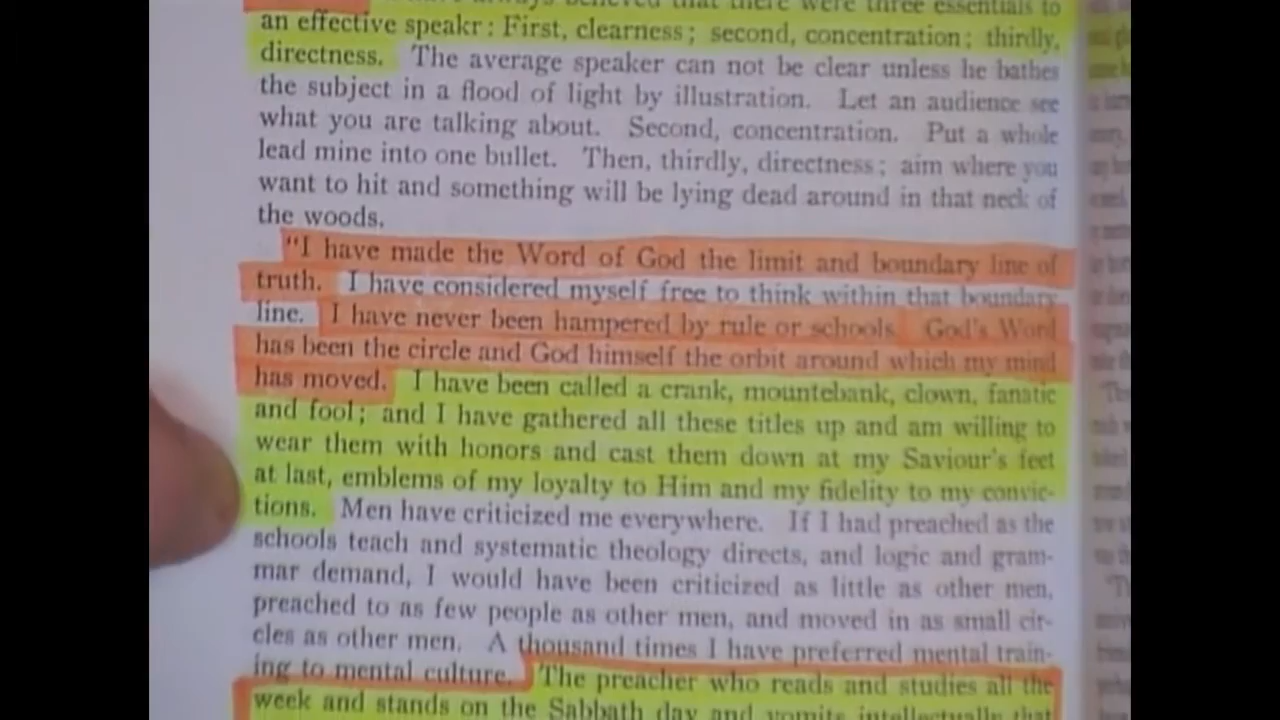 have always believed that there were three essentials to
an effective speakr: First, clearness; second, concentration; thirdly,
directness. The average speaker can not be clear unless he bathes
the subject in a flood of light by illustration. Let an audience see
what you are talking about. Second, concentration. Put a whole
lead mine into one bullet. Then, thirdly, directness; aim where you
want to hit and something will be lying dead around in that neck of
the woods.
"I have made the Word of God the limit and boundary line of
truth. I have considered myself free to think within that boundary
line. I have never been hampered by rule or schools. God's Word
has been the circle and God himself the orbit around which my mind
has moved. I have been called a crank, mountebank, clown, fanatic
and fool; and I have gathered all these titles up and am willing to
wear them with honors and cast them down at my Saviour's feet
at last, emblems of my loyalty to Him and my fidelity to my convic-
tions. Men have criticized me everywhere. If I had preached as the
schools teach and systematic theology directs, and logic and gram-
mar demand, I would have been criticized as little as other men,
preached to as few people as other men, and moved in as small cir-
cles as other men. A thousand times I have preferred mental train-
ing to mental culture. The preacher who reads and studies all the
week and stands on the Sabbath day and vomits intellectually that